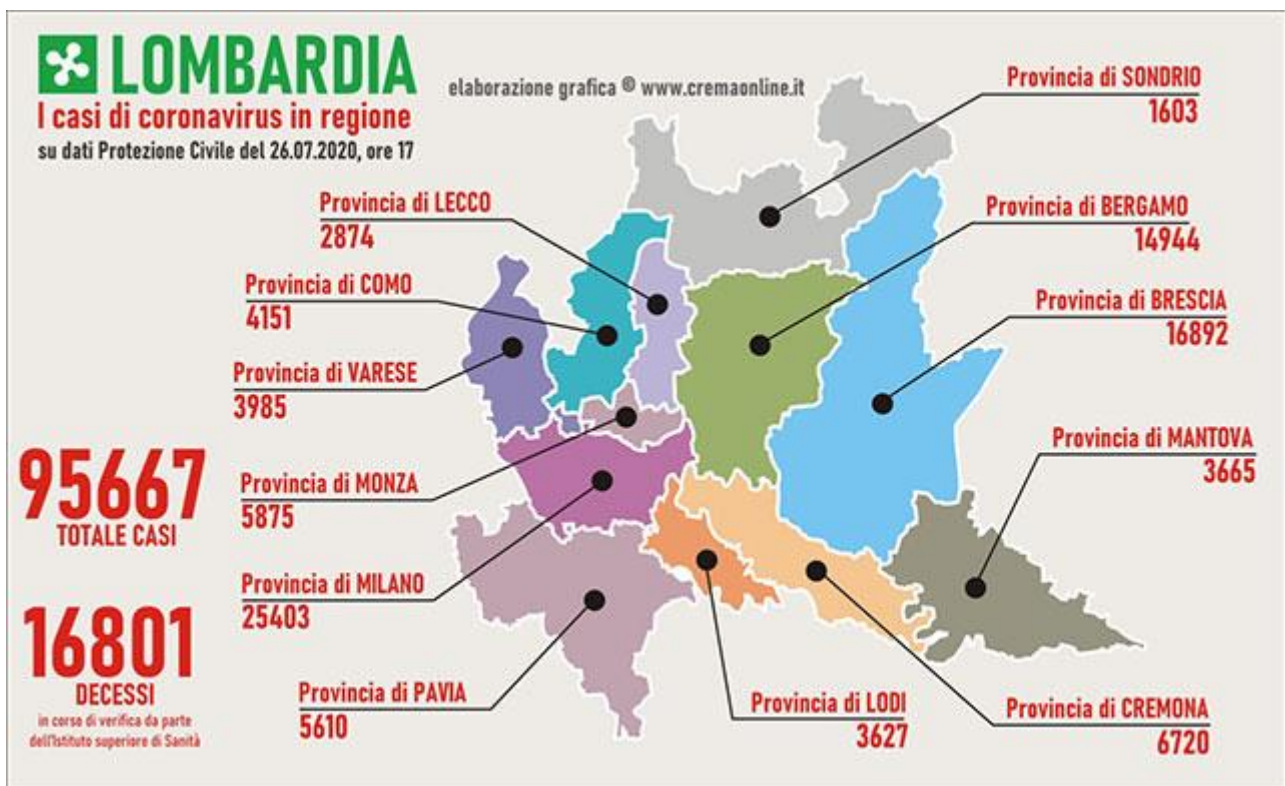 LOMBARDIA
I casi di coronavirus in regione
su dati Protezione Civile del 26.07.2020, ore 17
elaborazione grafica © www.cremaonline.it
Provincia di SONDRIO
1603
Provincia di LECCO
2874
Provincia di BERGAMO
14944
Provincia di COMO
4151
Provincia di BRESCIA
16892
Provincia di VARESE
3985
Provincia di MANTOVA
3665
95667
TOTALE CASI
Provincia di MONZA
5875
Provincia di MILANO
25403
16801
DECESSI
in corso di verifica da parte
dell'Istituto superiore di Sanità
Provincia di PAVIA
5610
Provincia di LODI
3627
Provincia di CREMONA
6720